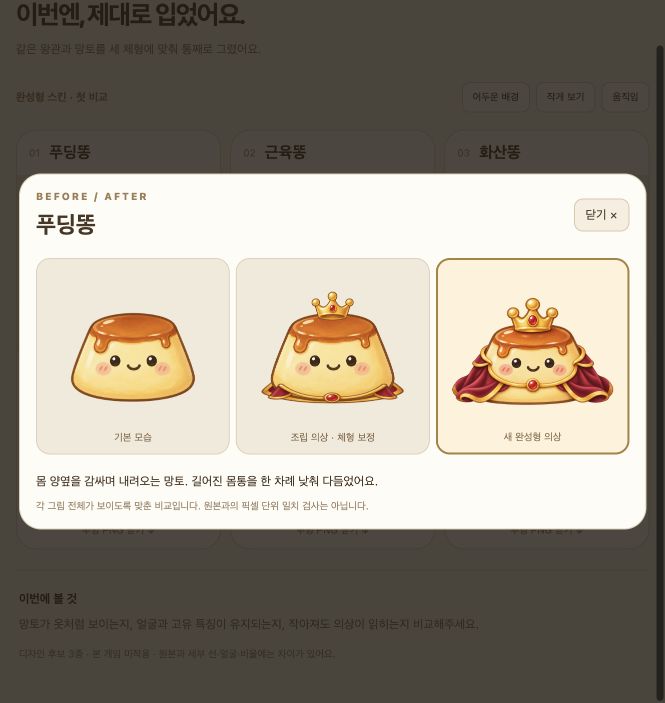 이번엔, 제대로 입었어요.
같은 왕관과 망토를 세 체형에 맞춰 통째로 그렸어요.
완성형 스킨 · 첫 비교
어두운 배경
작게 보기
움직임
01 푸딩똥
02 근육똥
03 화산똥
BEFORE / AFTER
푸딩똥
닫기 ×
기본 모습
조립 의상 · 체형 보정
새 완성형 의상
몸 양옆을 감싸며 내려오는 망토. 길어진 몸통을 한 차례 낮춰 다듬었어요.
각 그림 전체가 보이도록 맞춘 비교입니다. 원본과의 픽셀 단위 일치 검사는 아닙니다.
이번에 볼 것
망토가 옷처럼 보이는지, 얼굴과 고유 특징이 유지되는지, 작아져도 의상이 읽히는지 비교해주세요.
디자인 후보 3종 · 본 게임 미적용 · 원본과 세부 선·얼굴·비율에는 차이가 있어요.